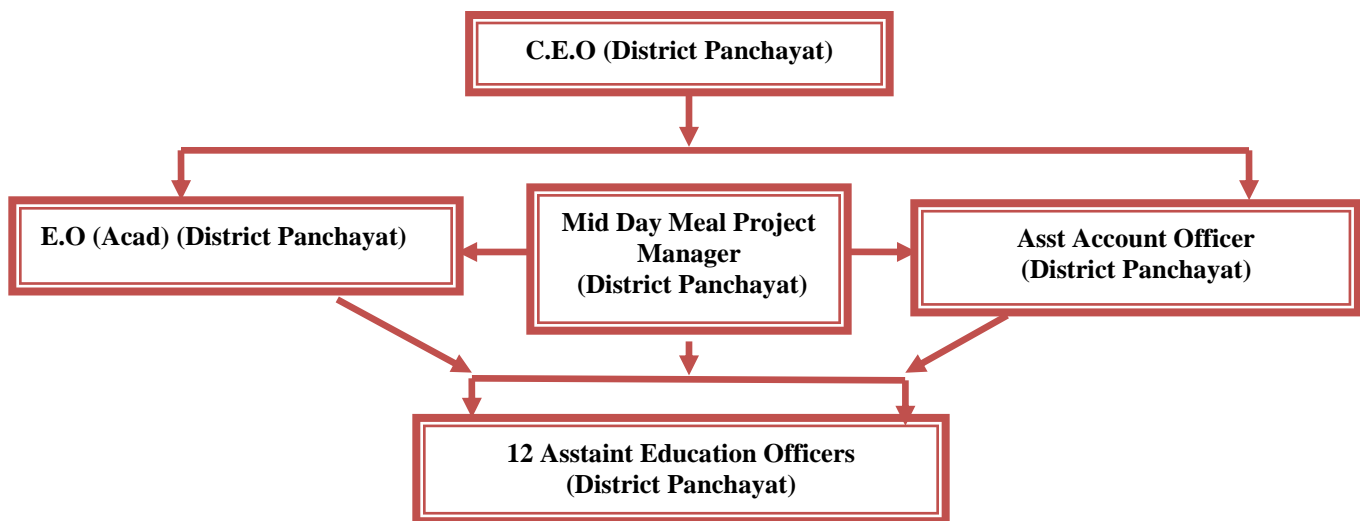 C.E.O (District Panchayat)
E.O (Acad) (District Panchayat)
Mid Day Meal Project
Manager
(District Panchayat)
Asst Account Officer
(District Panchayat)
12 Asstaint Education Officers
(District Panchayat)